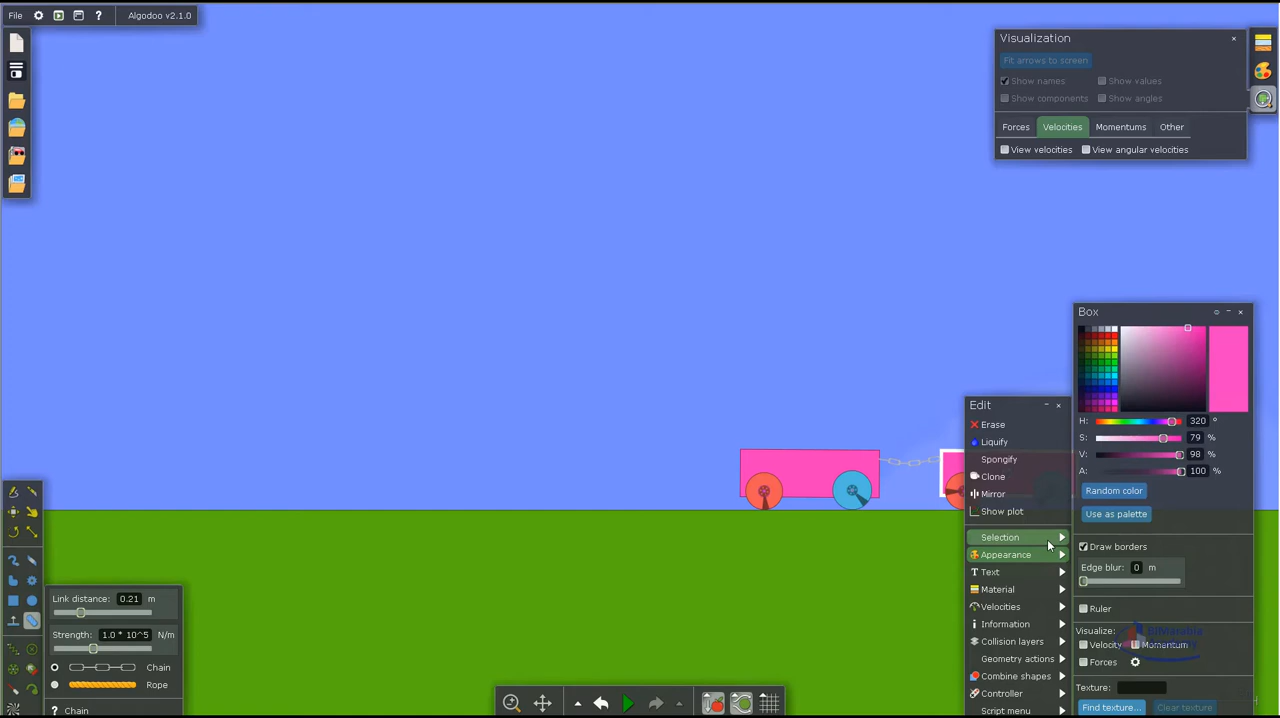 File
?
Algodoo v2.1.0
Visualization
Fit arrows to screen
Show names
Show values
Show components
Show angles
Forces
Velocities
Momentums
Other
View velocities
View angular velocities
Box
H: 320 °
S: 79 %
V: 98 %
A: 100 %
Random color
Use as palette
Draw borders
Edge blur: 0 m
Ruler
Visualize:
Velocity
Momentum
Forces
Texture:
Find texture...
Clear texture
Edit
Erase
Liquify
Spongify
Clone
Mirror
Show plot
Selection
Appearance
Text
Material
Velocities
Information
Collision layers
Geometry actions
Combine shapes
Controller
Script menu
Link distance: 0.21 m
Strength: 1.0 * 10^5 N/m
Chain
Rope
? Chain